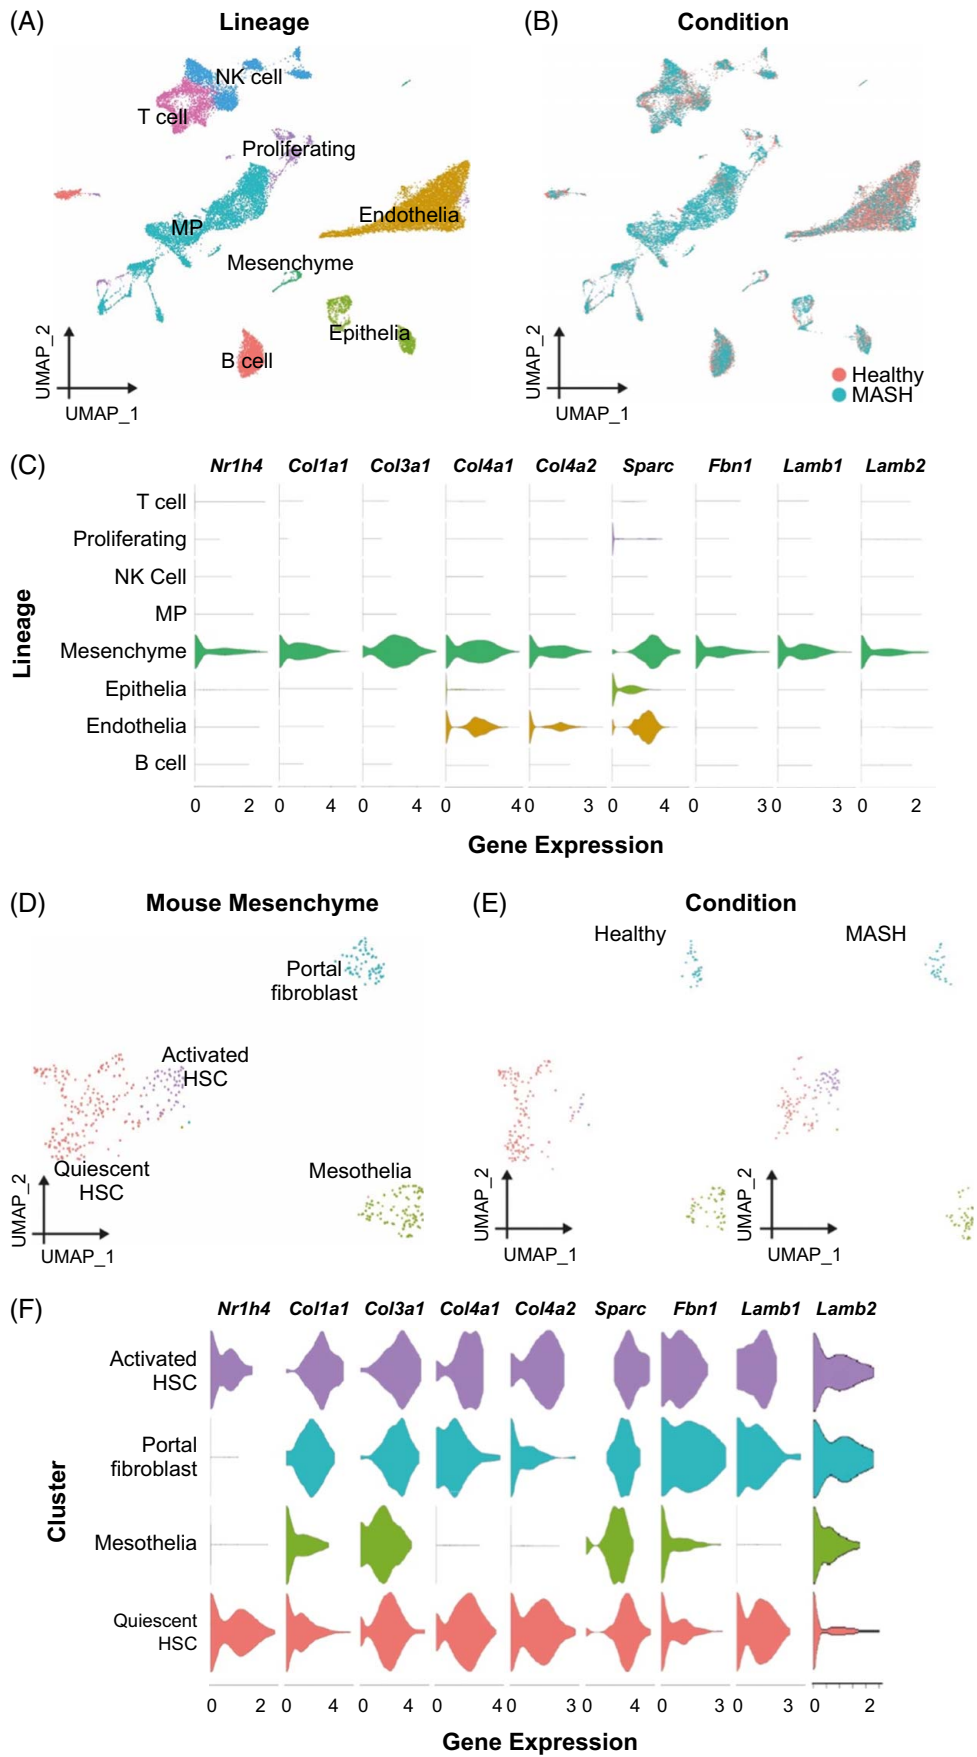 (A) Lineage (B) Condition
NK cell
T cell
Proliferating
MP
Endothelia
Mesenchyme
Epithelia
B cell
UMAP_2
UMAP_1
UMAP_2
UMAP_1
Healthy
MASH
(C) Nr1h4 Col1a1 Col3a1 Col4a1 Col4a2 Sparc Fbn1 Lamb1 Lamb2
Lineage
T cell
Proliferating
NK Cell
MP
Mesenchyme
Epithelia
Endothelia
B cell
0 2 0 4 0 4 0 4 0 3 0 4 0 3 0 3 0 2
Gene Expression
(D) Mouse Mesenchyme (E) Condition
Portal
fibroblast
Activated
HSC
Quiescent
HSC
Mesothelia
UMAP_2
UMAP_1
Healthy MASH
UMAP_2
UMAP_1
UMAP_2
UMAP_1
(F) Nr1h4 Col1a1 Col3a1 Col4a1 Col4a2 Sparc Fbn1 Lamb1 Lamb2
Cluster
Activated
HSC
Portal
fibroblast
Mesothelia
Quiescent
HSC
0 2 0 4 0 4 0 4 0 3 0 4 0 3 0 3 0 2
Gene Expression